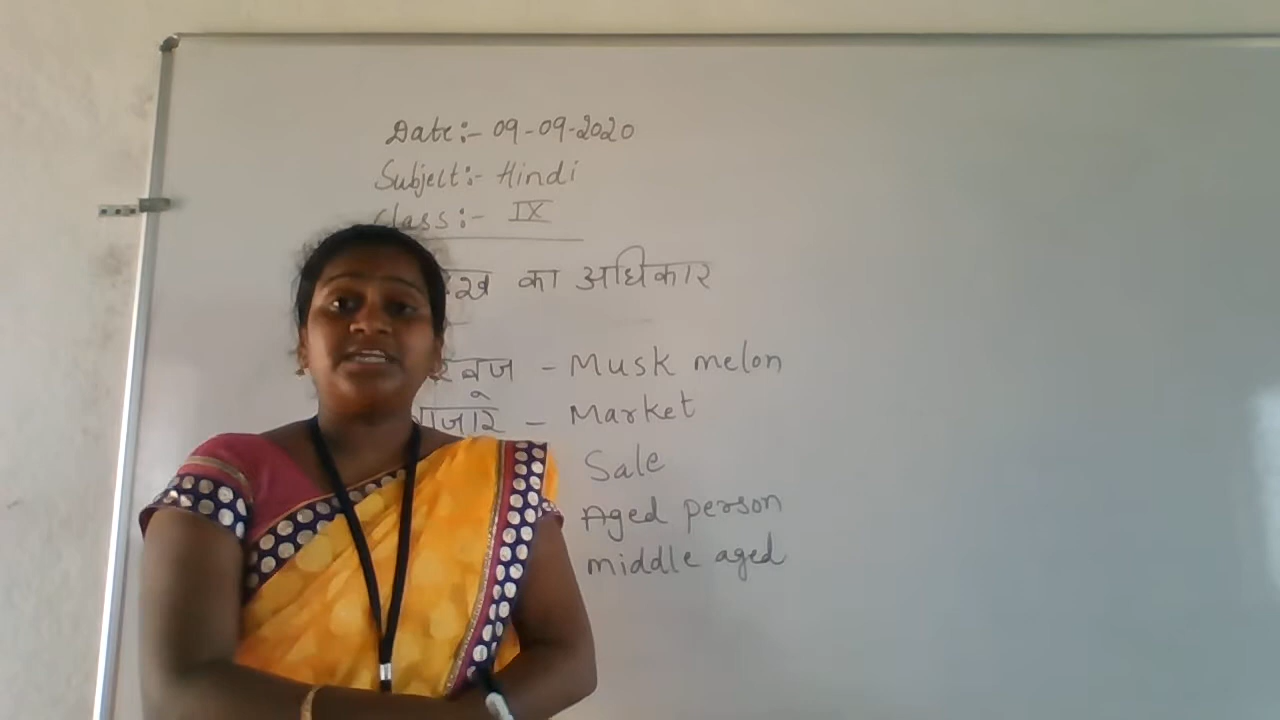 Date:- 09-09-2020
Subject:- Hindi
Class:- IX
का अधिकार
- Musk melon
- Market
Sale
Aged person
middle aged